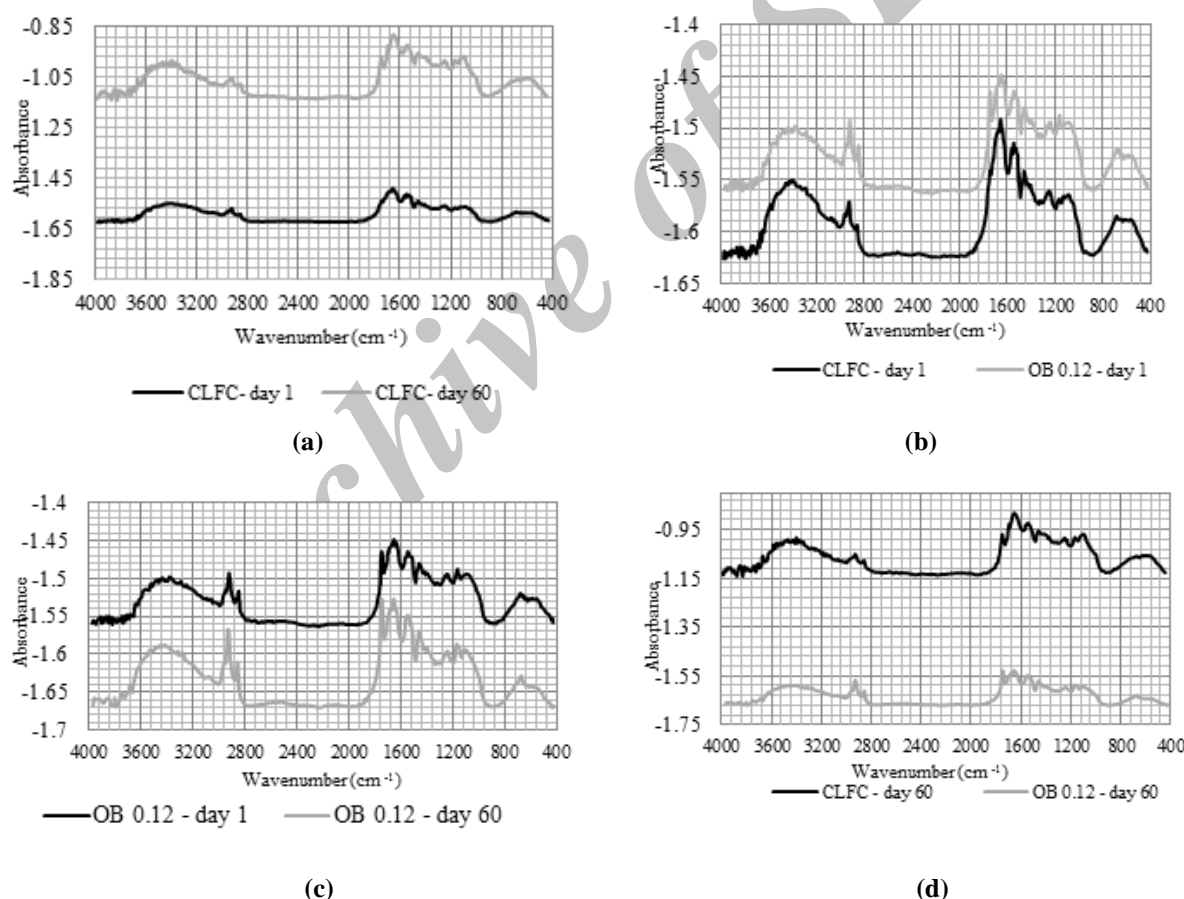 -0.85
-1.05
-1.25
-1.45
-1.65
-1.85
Absorbance
4000 3600 3200 2800 2400 2000 1600 1200 800 400
Wavenumber (cm -1)
CLFC- day 1 CLFC- day 60
(a)
-1.4
-1.45
-1.5
-1.55
-1.6
-1.65
Absorbance
4000 3600 3200 2800 2400 2000 1600 1200 800 400
Wavenumber (cm -1)
CLFC - day 1 OB 0.12 - day 1
(b)
-1.4
-1.45
-1.5
-1.55
-1.6
-1.65
-1.7
Absorbance
4000 3600 3200 2800 2400 2000 1600 1200 800 400
Wavenumber (cm -1)
OB 0.12 - day 1 OB 0.12 - day 60
(c)
-0.95
-1.15
-1.35
-1.55
-1.75
Absorbance
4000 3600 3200 2800 2400 2000 1600 1200 800 400
Wavenumber (cm -1)
CLFC - day 60 OB 0.12 - day 60
(d)
chive of